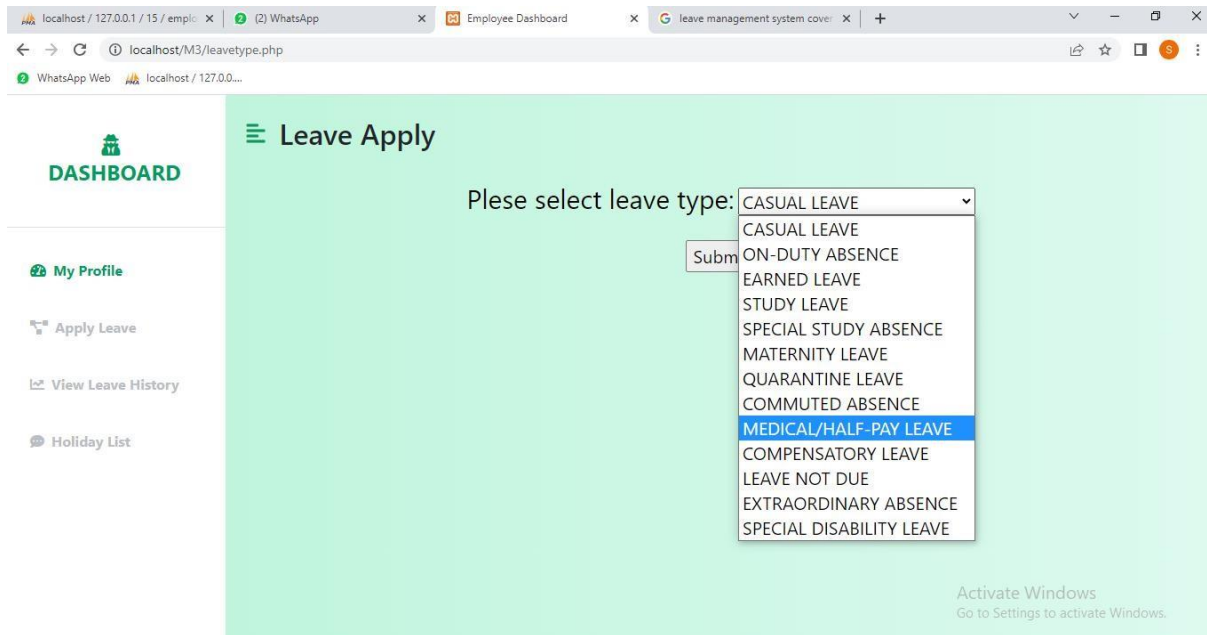 localhost / 127.0.0.1 / 15 / emplo
(2) WhatsApp
Employee Dashboard
leave management system cover
localhost/M3/leavetype.php
S
2 WhatsApp Web
localhost / 127.0.0....
DASHBOARD
My Profile
Apply Leave
View Leave History
Holiday List
Leave Apply
Plese select leave type: CASUAL LEAVE
Subm
CASUAL LEAVE
ON-DUTY ABSENCE
EARNED LEAVE
STUDY LEAVE
SPECIAL STUDY ABSENCE
MATERNITY LEAVE
QUARANTINE LEAVE
COMMUTED ABSENCE
MEDICAL/HALF-PAY LEAVE
COMPENSATORY LEAVE
LEAVE NOT DUE
EXTRAORDINARY ABSENCE
SPECIAL DISABILITY LEAVE
Activate Windows
Go to Settings to activate Windows.